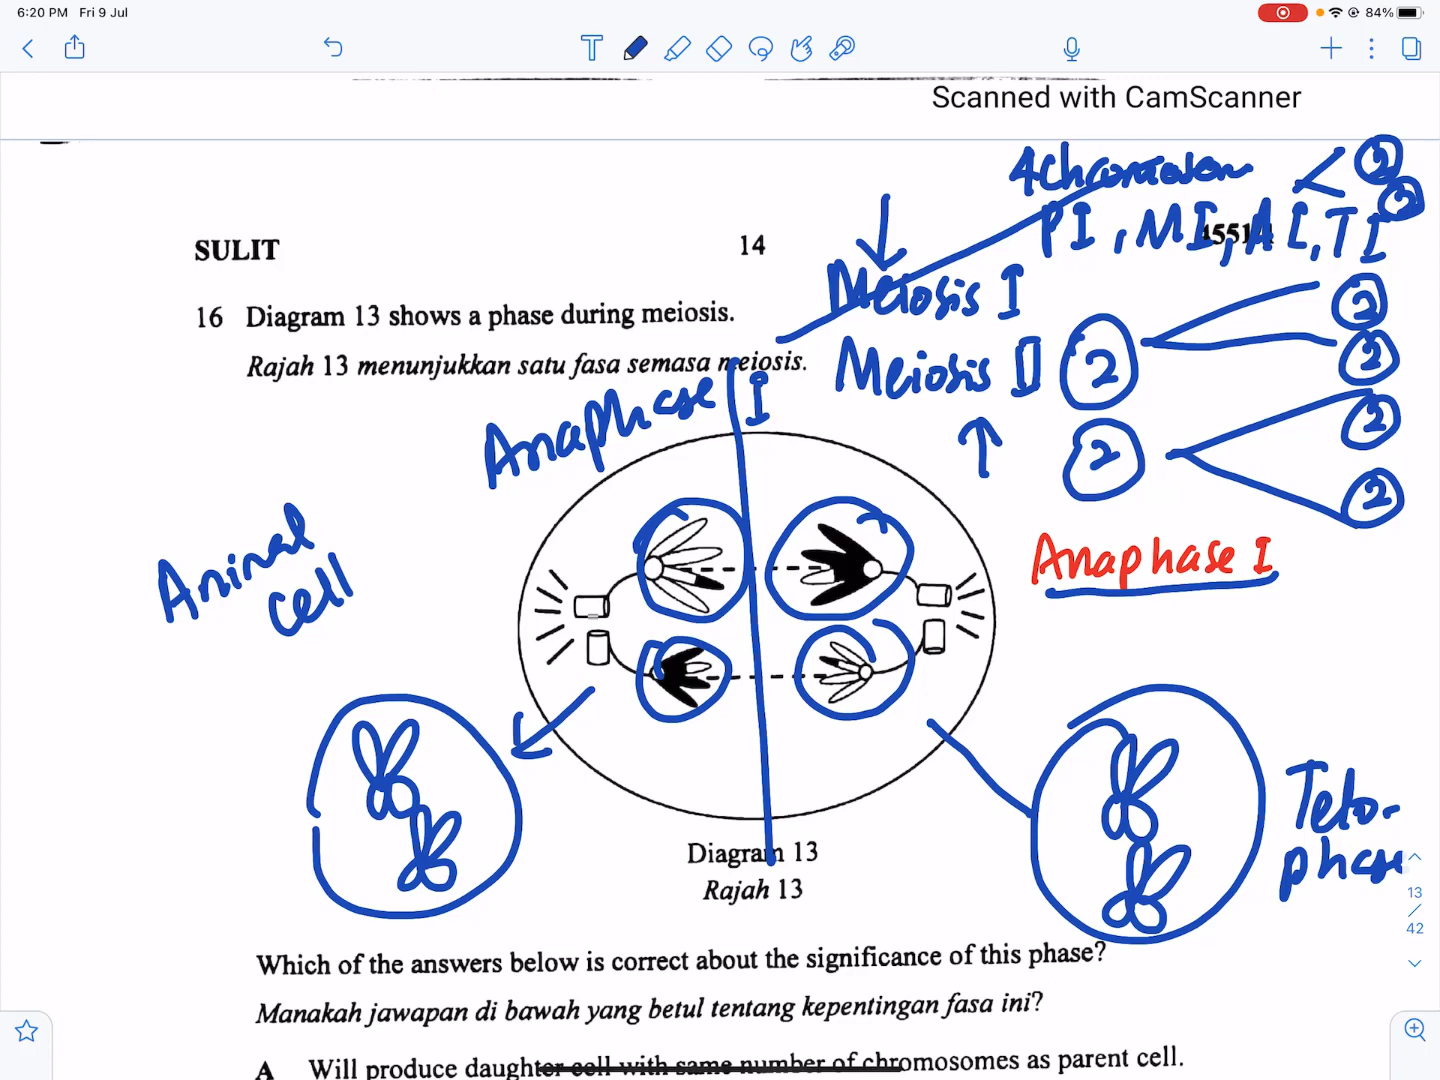 6:20 PM Fri 9 Jul
84%
T
Scanned with CamScanner
4 Chromosom 2
2
PI, MI, AI, TI
SULIT
14
Meiosis I
16 Diagram 13 shows a phase during meiosis.
Rajah 13 menunjukkan satu fasa semasa meiosis.
Meiosis II 2
2
2
2
2
2
Anaphase I
Animal
cell
Anaphase I
Telo-
phase
Diagram 13
Rajah 13
13
/
42
Which of the answers below is correct about the significance of this phase?
Manakah jawapan di bawah yang betul tentang kepentingan fasa ini?
A Will produce daughter cell with same number of chromosomes as parent cell.